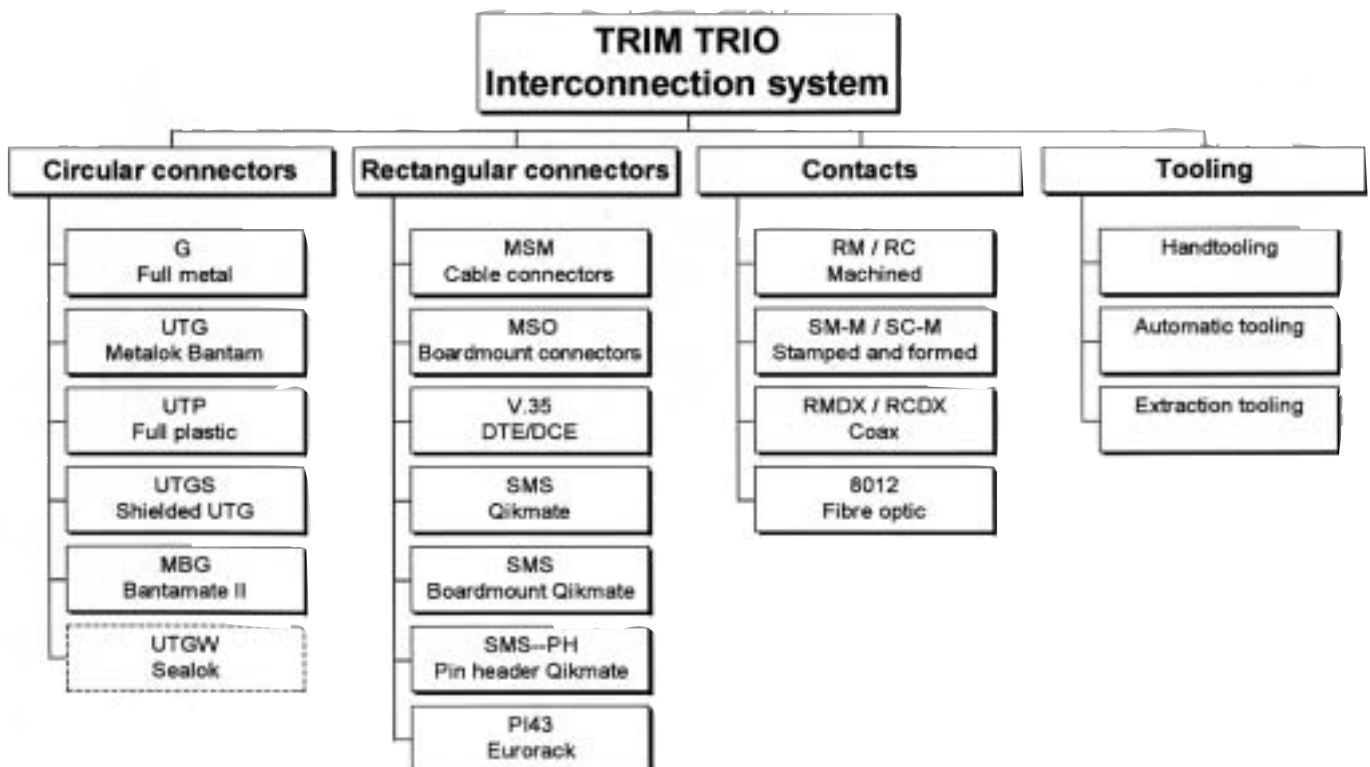 TRIM TRIO
Interconnection system
Circular connectors
G
Full metal
UTG
Metalok Bantam
UTP
Full plastic
UTGS
Shielded UTG
MBG
Bantamate II
UTGW
Sealok
Rectangular connectors
MSM
Cable connectors
MSO
Boardmount connectors
V.35
DTE/DCE
SMS
Qikmate
SMS
Boardmount Qikmate
SMS--PH
Pin header Qikmate
PI43
Eurorack
Contacts
RM / RC
Machined
SM-M / SC-M
Stamped and formed
RMDX / RCDX
Coax
8012
Fibre optic
Tooling
Handtooling
Automatic tooling
Extraction tooling